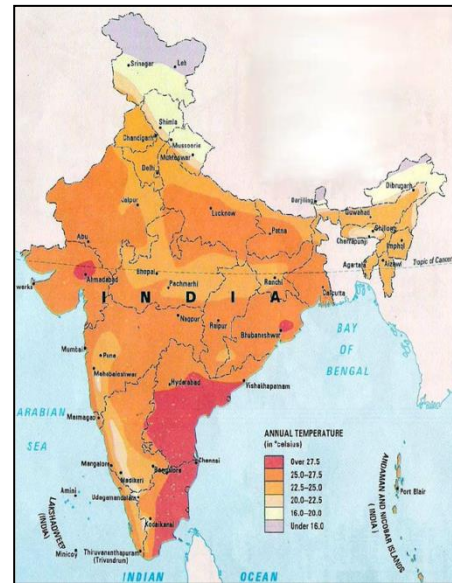 Srinagar
Leh
Shimla
Chandigarh
Mussoorie
Mukteswar
Delhi
Jaipur
Lucknow
Darjiling
Dibrugarh
Guwahati
Shillong
Cherrapunji
Imphal
Patna
Abu
Agartala
Aizawl
Tropic of Cancer
Ahmadabad
Bhopal
Pachmarhi
Ranchi
Calcutta
INDIA
Nagpur
Raipur
Bhubaneshwar
BAY
OF
BENGAL
Mumbai
Pune
Mahabaleshwar
Hyderabad
Vishakhapatnam
ARABIAN
SEA
Marmagao
ANNUAL TEMPERATURE
(in °celsius)
Over 27.5
25.0–27.5
22.5–25.0
20.0–22.5
16.0–20.0
Under 16.0
Mangalore
Bangalore
Chennai
Madikeri
Amini
Udagamandalam
LAKSHADWEEP
(INDIA)
Kodaikanal
Minicoy
Thiruvananthapuram
(Trivandrum)
ANDAMAN AND NICOBAR ISLANDS
(INDIA)
Port Blair
INDIAN OCEAN